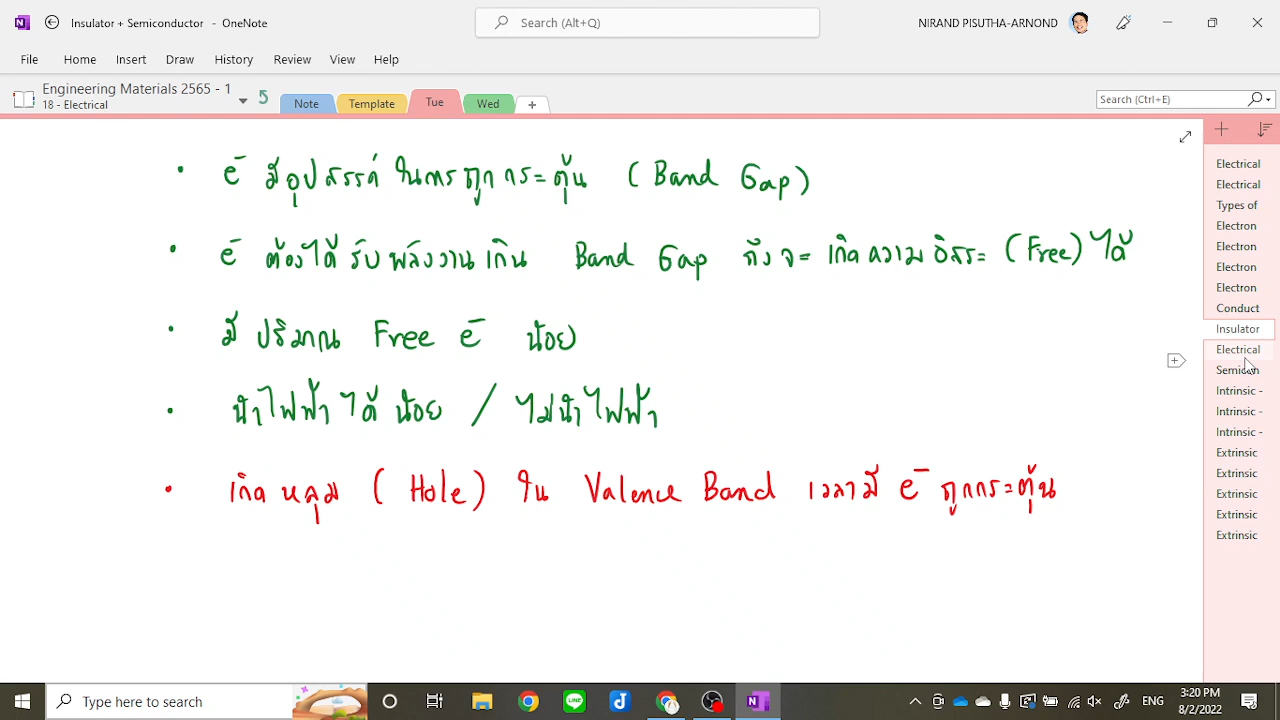 Insulator + Semiconductor - OneNote
Search (Alt+Q)
NIRAND PISUTHA-ARNOND
File Home Insert Draw History Review View Help
Engineering Materials 2565 - 1
18 - Electrical
Note Template Tue Wed +
Search (Ctrl+E)
• e⁻ มีอุปสรรค์ ในการถูกกระตุ้น (Band Gap)
• e⁻ ต้องได้รับพลังงานเกิน Band Gap ถึงจะเกิดความอิสระ (Free) ได้
• มีปริมาณ Free e⁻ น้อย
• นำไฟฟ้าได้น้อย / ไม่นำไฟฟ้า
• เกิดหลุม (Hole) ใน Valence Band เวลามี e⁻ ถูกกระตุ้น
Electrical
Electrical
Types of
Electron
Electron
Electron
Electron
Conduct
Insulator
Electrical
Intrinsic -
Intrinsic -
Intrinsic -
Extrinsic
Extrinsic
Extrinsic
Extrinsic
Extrinsic
Type here to search
ENG
3:20 PM
8/2/2022